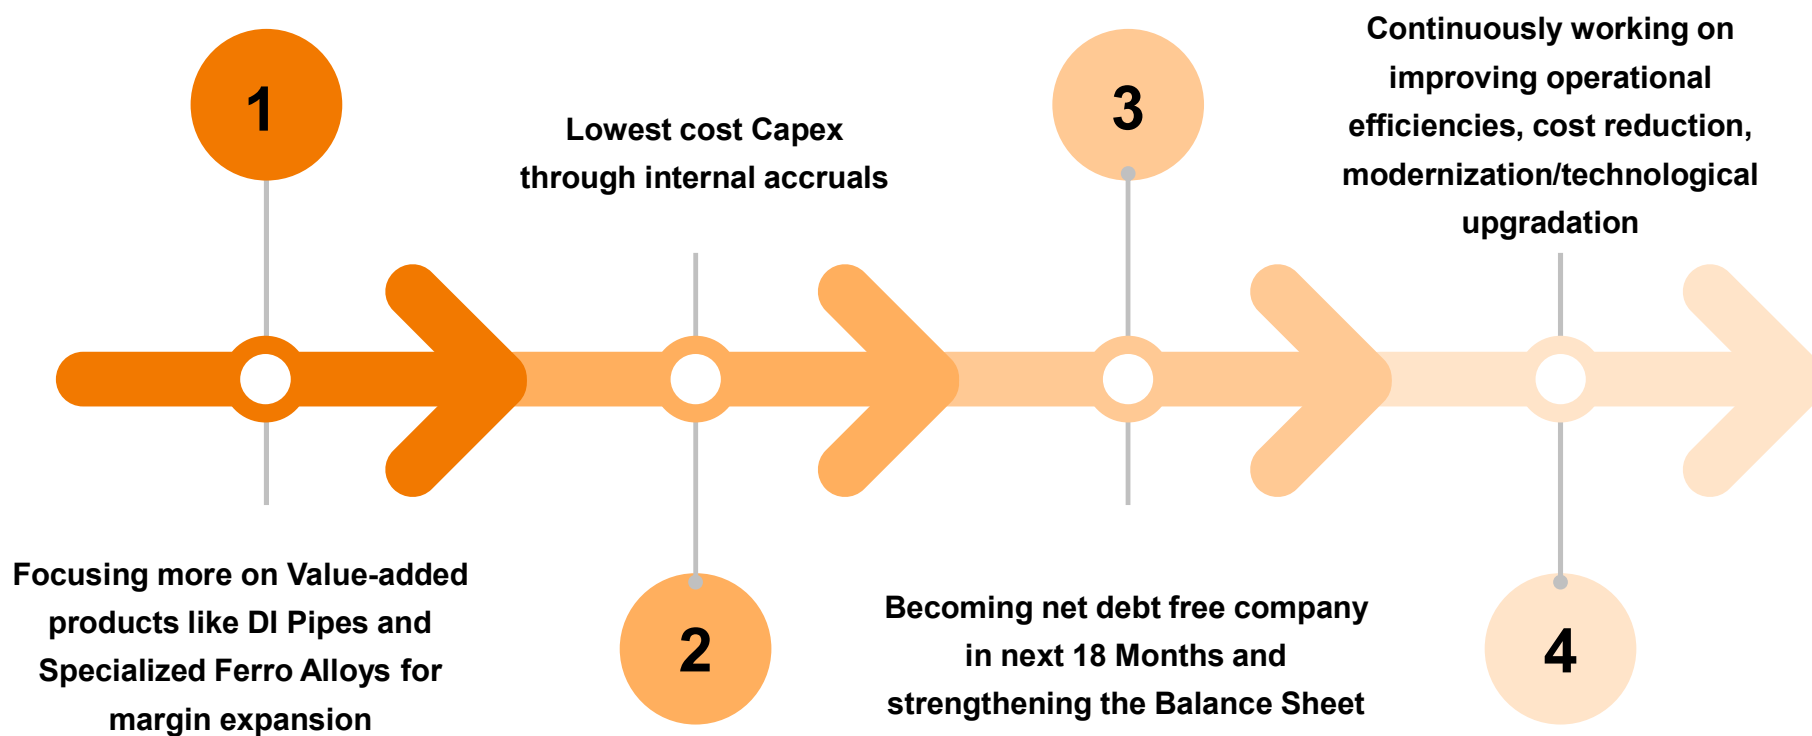 1
Focusing more on Value-added
products like DI Pipes and
Specialized Ferro Alloys for
margin expansion
Lowest cost Capex
through internal accruals
2
3
Becoming net debt free company
in next 18 Months and
strengthening the Balance Sheet
Continuously working on
improving operational
efficiencies, cost reduction,
modernization/technological
upgradation
4